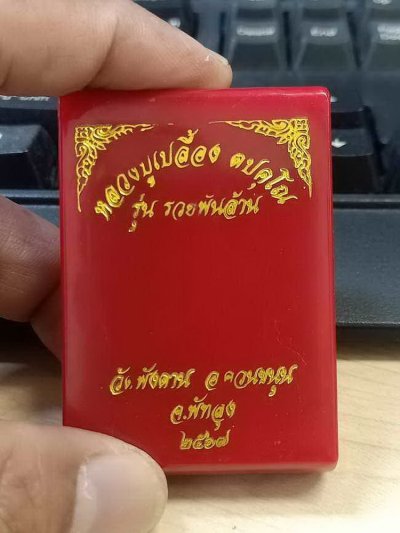 หลวงปู่เปลื้อง ตปคุโณ
รุ่น รวยพันล้าน
วัดพังดาน อ ควนขนุน
จ.พัทลุง
๒๕๖๗